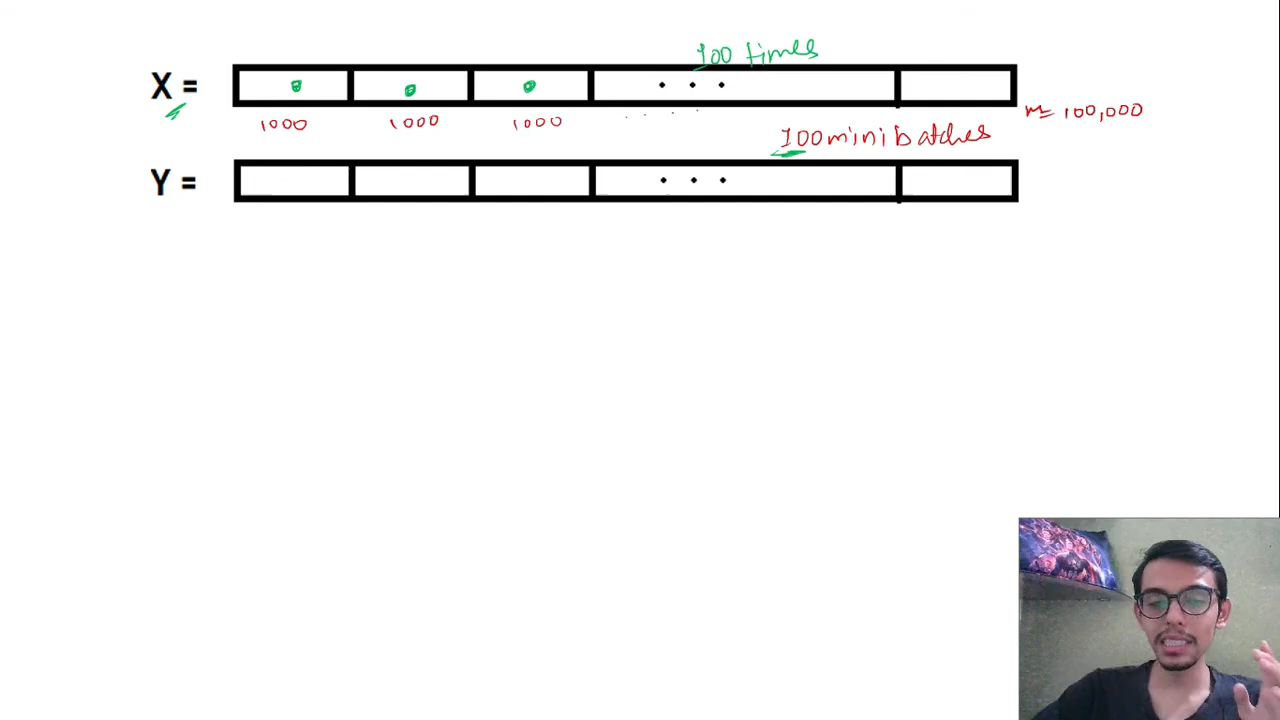 100 times
X =
1000 1000 1000
m= 100,000
100 mini batches
Y =